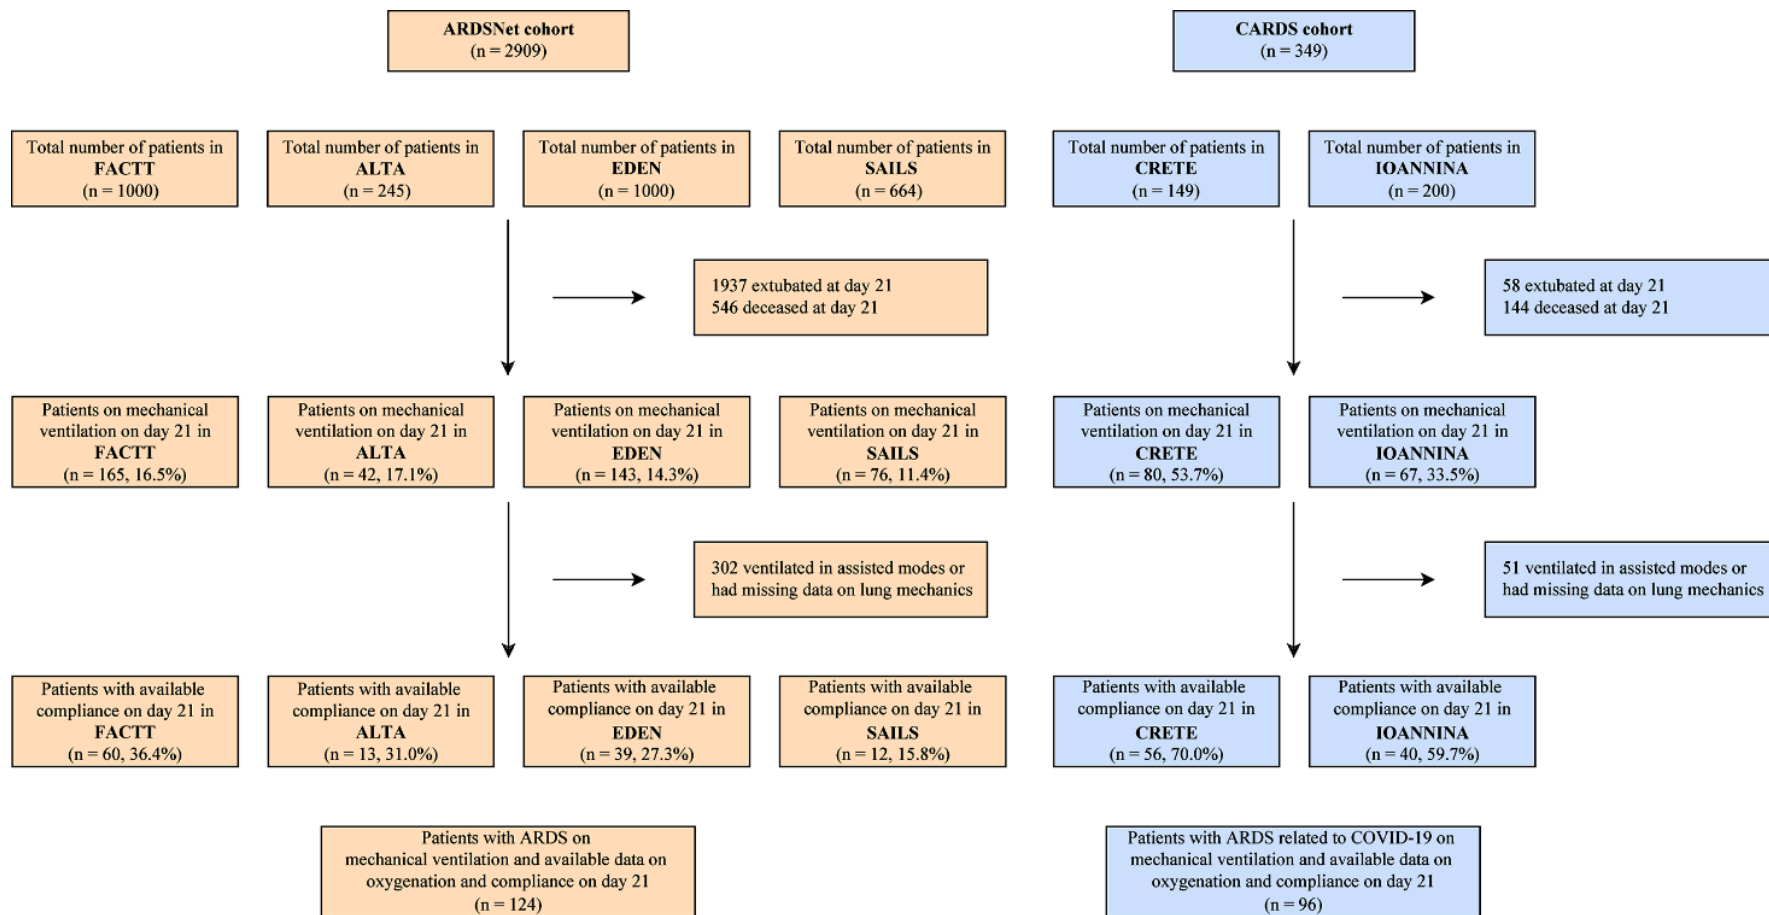 ARDSNet cohort
(n = 2909)
CARDS cohort
(n = 349)
Total number of patients in
FACTT
(n = 1000)
Total number of patients in
ALTA
(n = 245)
Total number of patients in
EDEN
(n = 1000)
Total number of patients in
SAILS
(n = 664)
Total number of patients in
CRETE
(n = 149)
Total number of patients in
IOANNINA
(n = 200)
1937 extubated at day 21
546 deceased at day 21
58 extubated at day 21
144 deceased at day 21
Patients on mechanical
ventilation on day 21 in
FACTT
(n = 165, 16.5%)
Patients on mechanical
ventilation on day 21 in
ALTA
(n = 42, 17.1%)
Patients on mechanical
ventilation on day 21 in
EDEN
(n = 143, 14.3%)
Patients on mechanical
ventilation on day 21 in
SAILS
(n = 76, 11.4%)
Patients on mechanical
ventilation on day 21 in
CRETE
(n = 80, 53.7%)
Patients on mechanical
ventilation on day 21 in
IOANNINA
(n = 67, 33.5%)
302 ventilated in assisted modes or
had missing data on lung mechanics
51 ventilated in assisted modes or
had missing data on lung mechanics
Patients with available
compliance on day 21 in
FACTT
(n = 60, 36.4%)
Patients with available
compliance on day 21 in
ALTA
(n = 13, 31.0%)
Patients with available
compliance on day 21 in
EDEN
(n = 39, 27.3%)
Patients with available
compliance on day 21 in
SAILS
(n = 12, 15.8%)
Patients with available
compliance on day 21 in
CRETE
(n = 56, 70.0%)
Patients with available
compliance on day 21 in
IOANNINA
(n = 40, 59.7%)
Patients with ARDS on
mechanical ventilation and available data on
oxygenation and compliance on day 21
(n = 124)
Patients with ARDS related to COVID-19 on
mechanical ventilation and available data on
oxygenation and compliance on day 21
(n = 96)